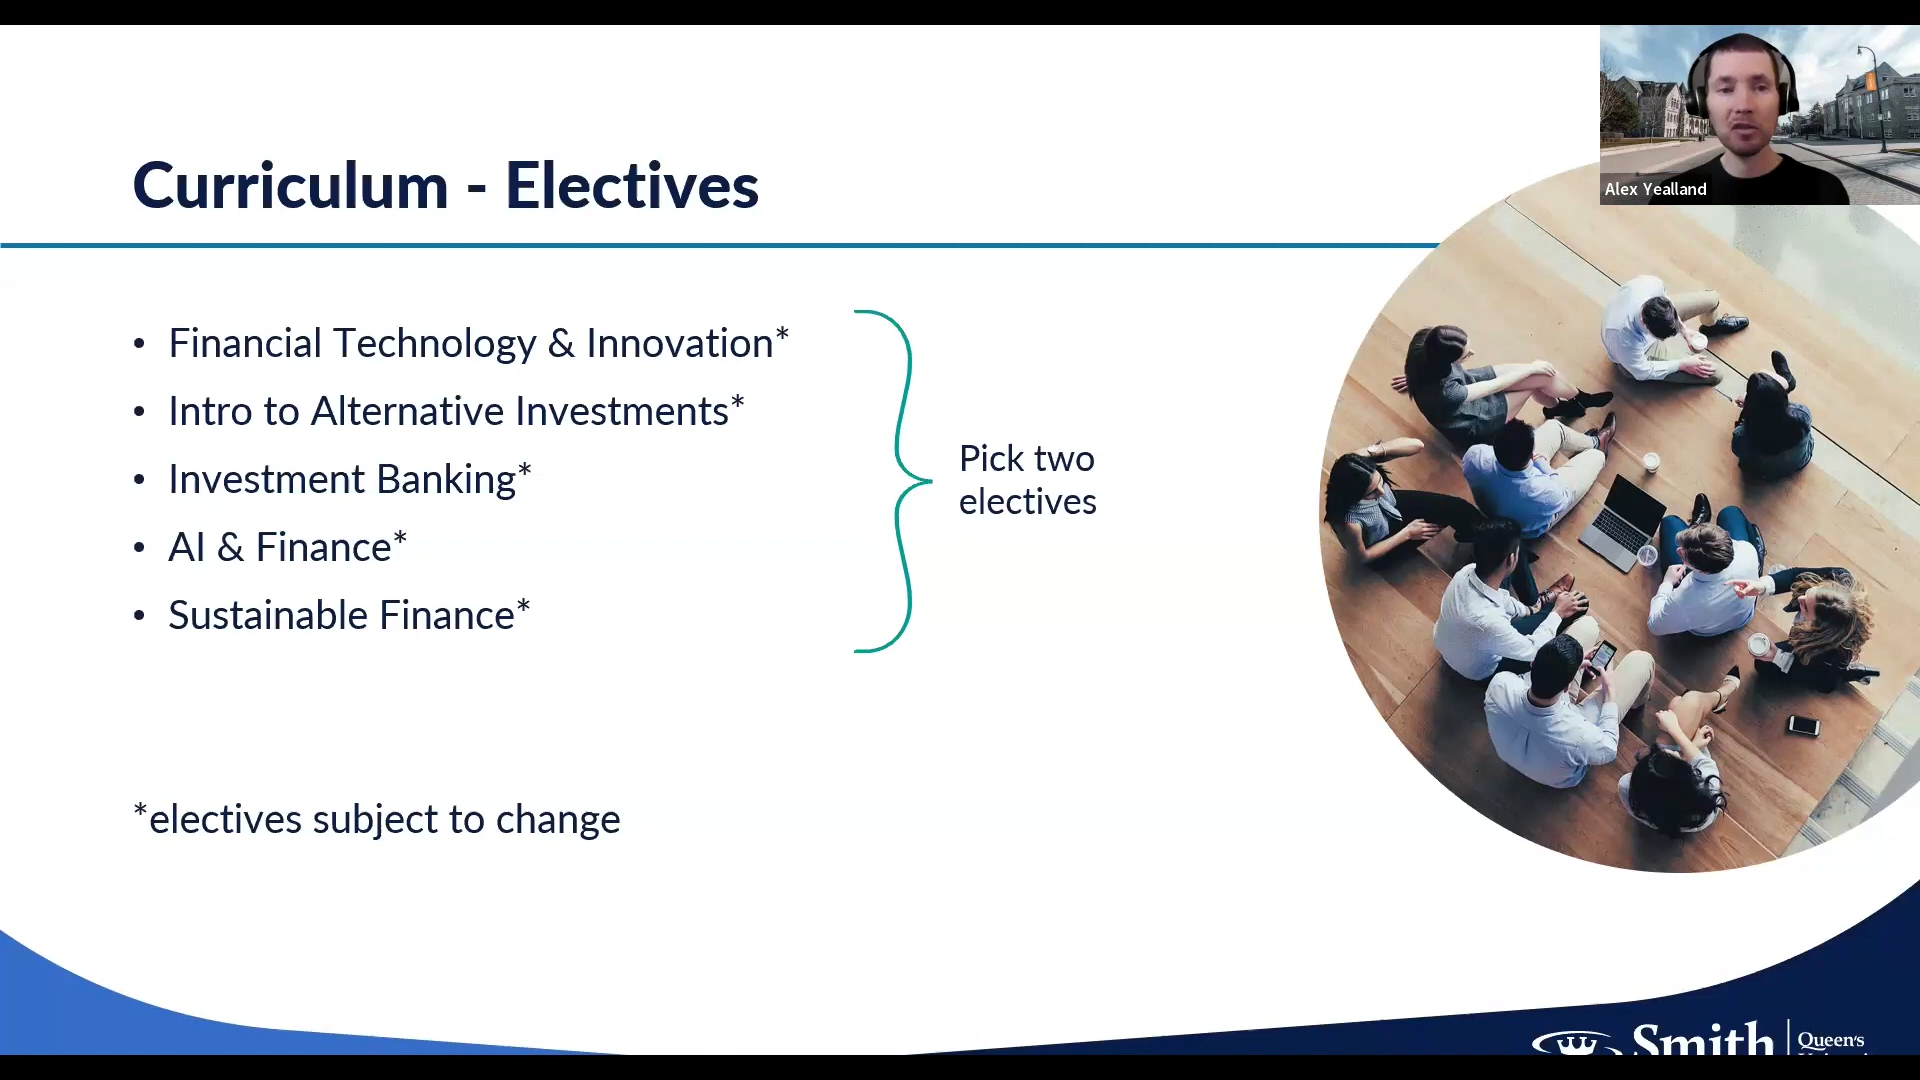 Alex Yealland
Curriculum - Electives
• Financial Technology & Innovation*
• Intro to Alternative Investments*
• Investment Banking*
• AI & Finance*
• Sustainable Finance*
Pick two
electives
*electives subject to change
Smith
Queen's